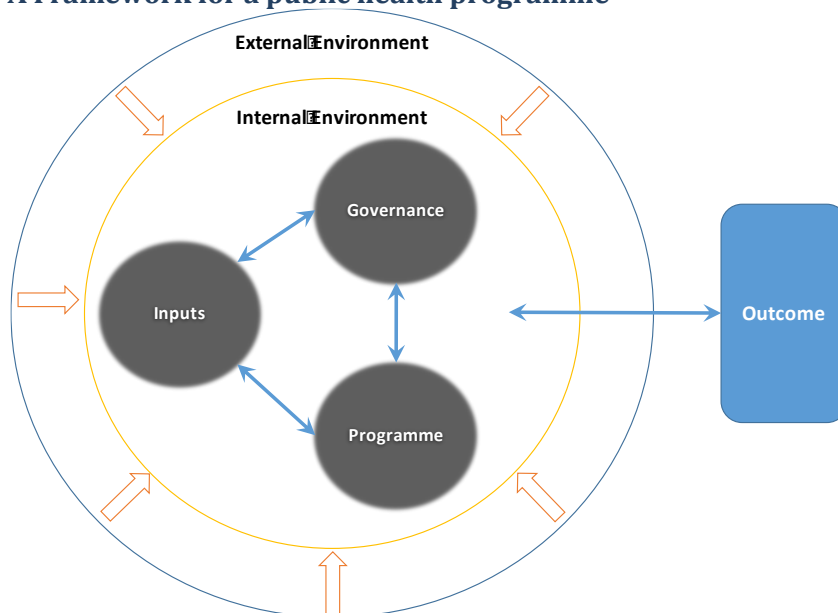 A Framework for a public health programme
External Environment
Internal Environment
Governance
Inputs
Outcome
Programme